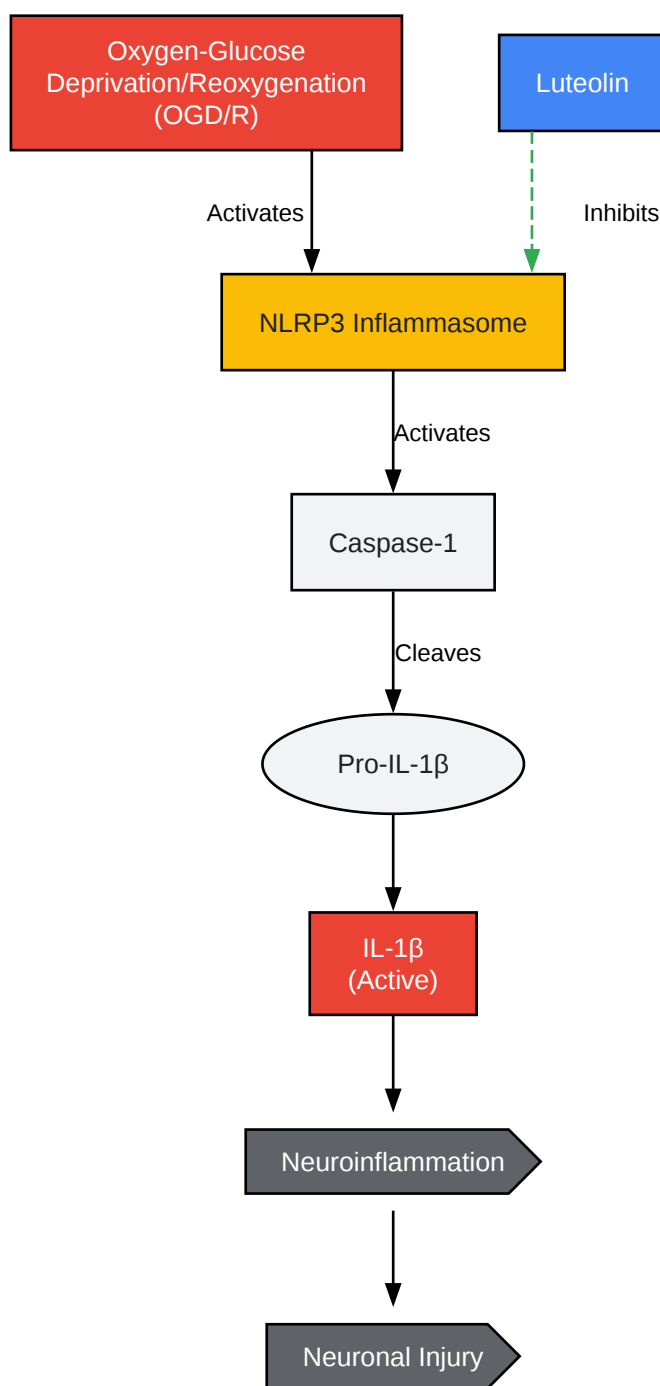 Oxygen-Glucose
Deprivation/Reoxygenation
(OGD/R)
Luteolin
Activates
Inhibits
NLRP3 Inflammasome
Activates
Caspase-1
Cleaves
Pro-IL-1β
IL-1β
(Active)
Neuroinflammation
Neuronal Injury